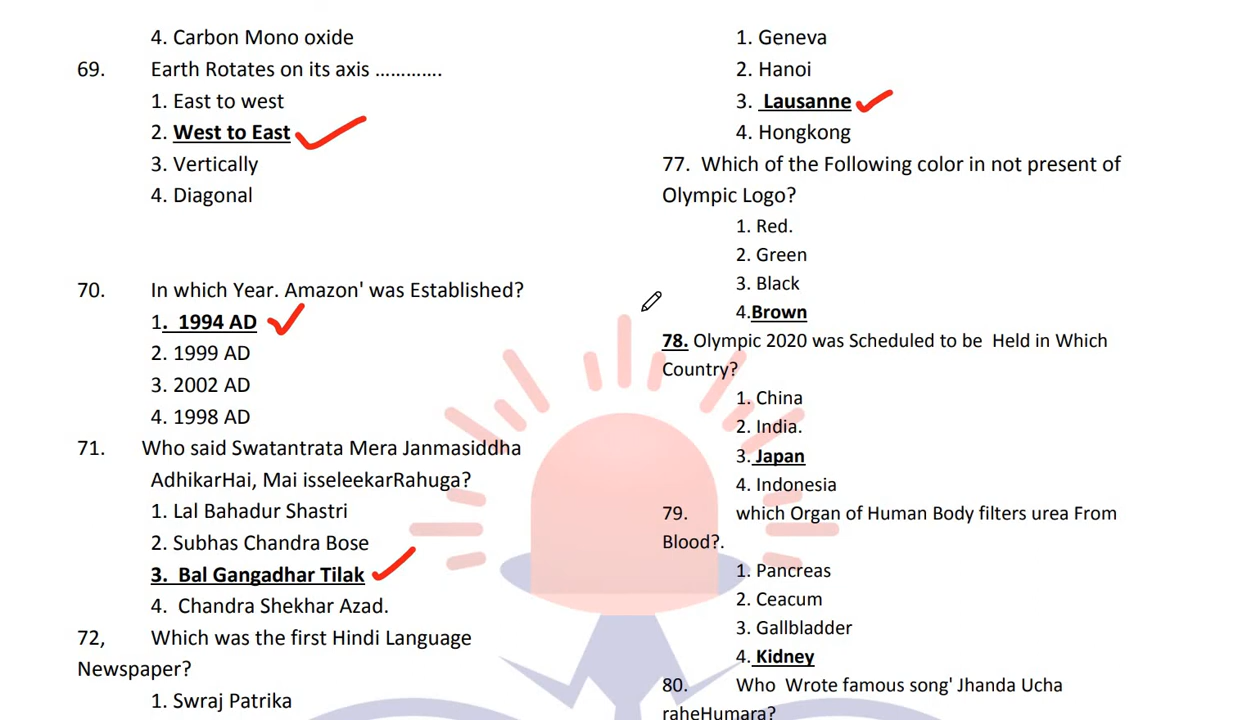 4. Carbon Mono oxide
69. Earth Rotates on its axis ………….
1. East to west
2. West to East
3. Vertically
4. Diagonal
70. In which Year. Amazon' was Established?
1. 1994 AD
2. 1999 AD
3. 2002 AD
4. 1998 AD
71. Who said Swatantrata Mera Janmasiddha
AdhikarHai, Mai isseleekarRahuga?
1. Lal Bahadur Shastri
2. Subhas Chandra Bose
3. Bal Gangadhar Tilak
4. Chandra Shekhar Azad.
72, Which was the first Hindi Language
Newspaper?
1. Swraj Patrika
1. Geneva
2. Hanoi
3. Lausanne
4. Hongkong
77. Which of the Following color in not present of
Olympic Logo?
1. Red.
2. Green
3. Black
4.Brown
78. Olympic 2020 was Scheduled to be Held in Which
Country?
1. China
2. India.
3. Japan
4. Indonesia
79. which Organ of Human Body filters urea From
Blood?.
1. Pancreas
2. Ceacum
3. Gallbladder
4. Kidney
80. Who Wrote famous song' Jhanda Ucha
raheHumara?